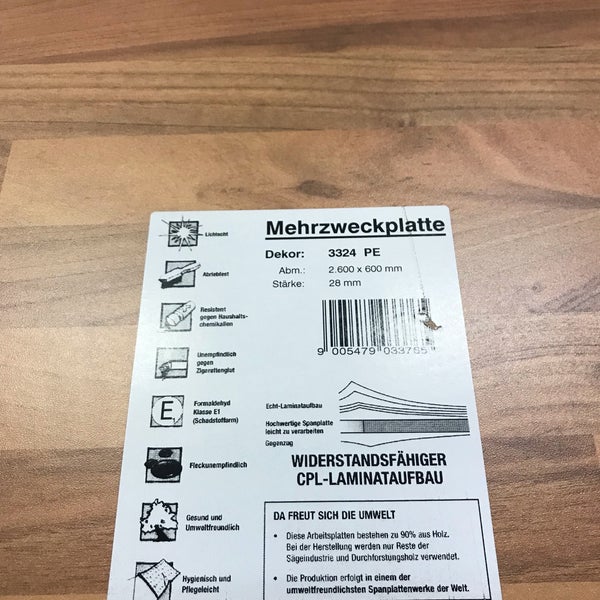 Mehrzweckplatte
Dekor: 3324 PE
Abm.: 2.600 x 600 mm
Stärke: 28 mm
9 005479 033765
Lichtecht
Abriebfest
Resistent
gegen Haushalts-
chemikalien
Unempfindlich
gegen
Zigarettenglut
E
Formaldehyd
Klasse E1
(Schadstoffarm)
Fleckunempfindlich
Gesund und
Umweltfreundlich
Hygienisch und
Pflegeleicht
Echt-Laminataufbau
Hochwertige Spanplatte
leicht zu verarbeiten
Gegenzug
WIDERSTANDSFÄHIGER
CPL-LAMINATAUFBAU
DA FREUT SICH DIE UMWELT
• Diese Arbeitsplatten bestehen zu 90% aus Holz.
Bei der Herstellung werden nur Reste der
Sägeindustrie und Durchforstungsholz verwendet.
• Die Produktion erfolgt in einem der
umweltfreundlichsten Spanplattenwerke der Welt.